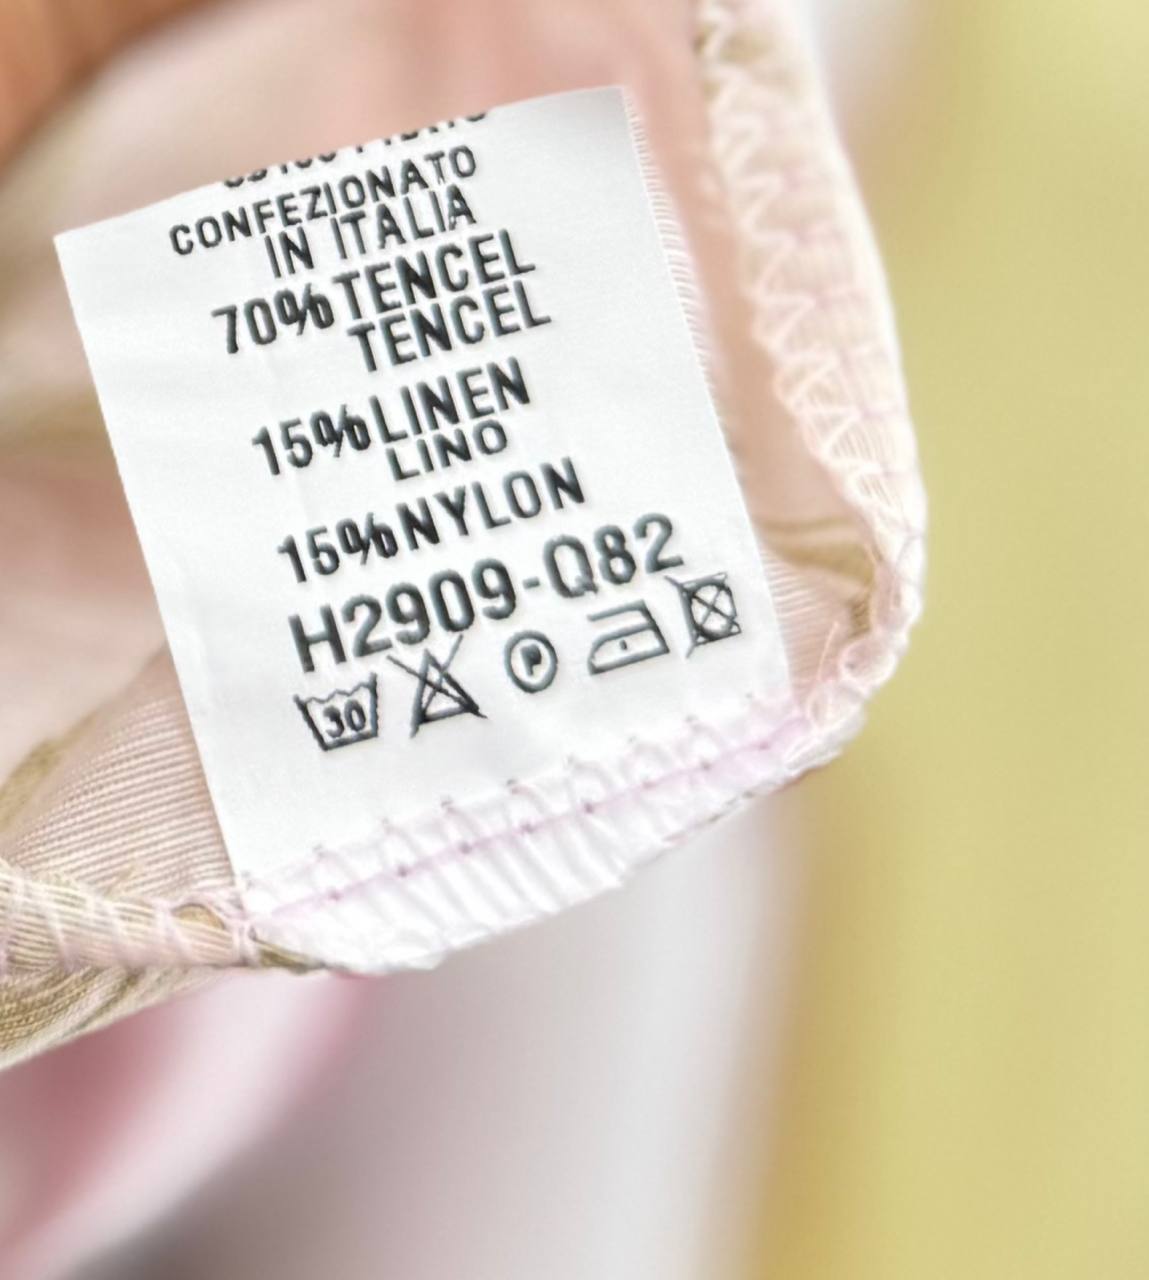 CONFEZIONATO
IN ITALIA
70% TENCEL
TENCEL
15% LINEN
LINO
15% NYLON
H2909-Q82
30 P